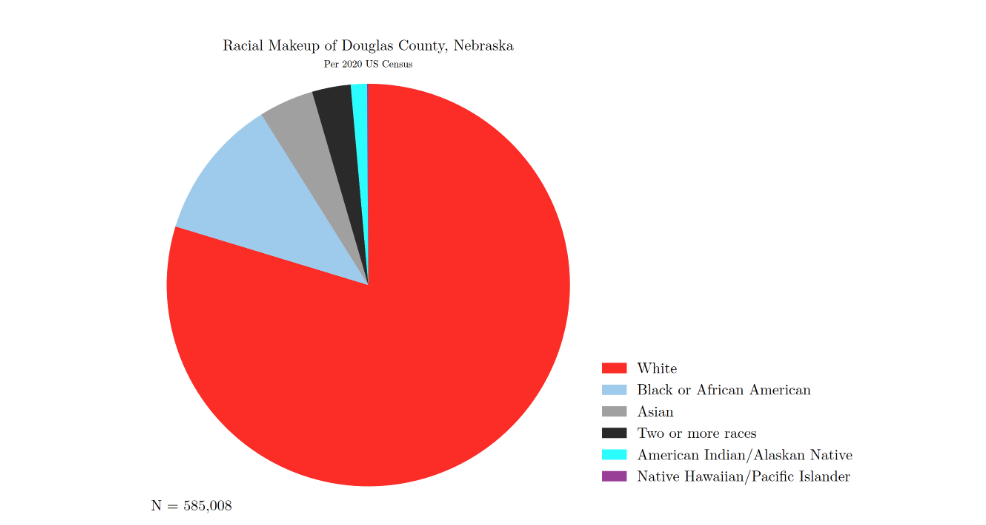 Racial Makeup of Douglas County, Nebraska
Per 2020 US Census
White
Black or African American
Asian
Two or more races
American Indian/Alaskan Native
Native Hawaiian/Pacific Islander
N = 585,008